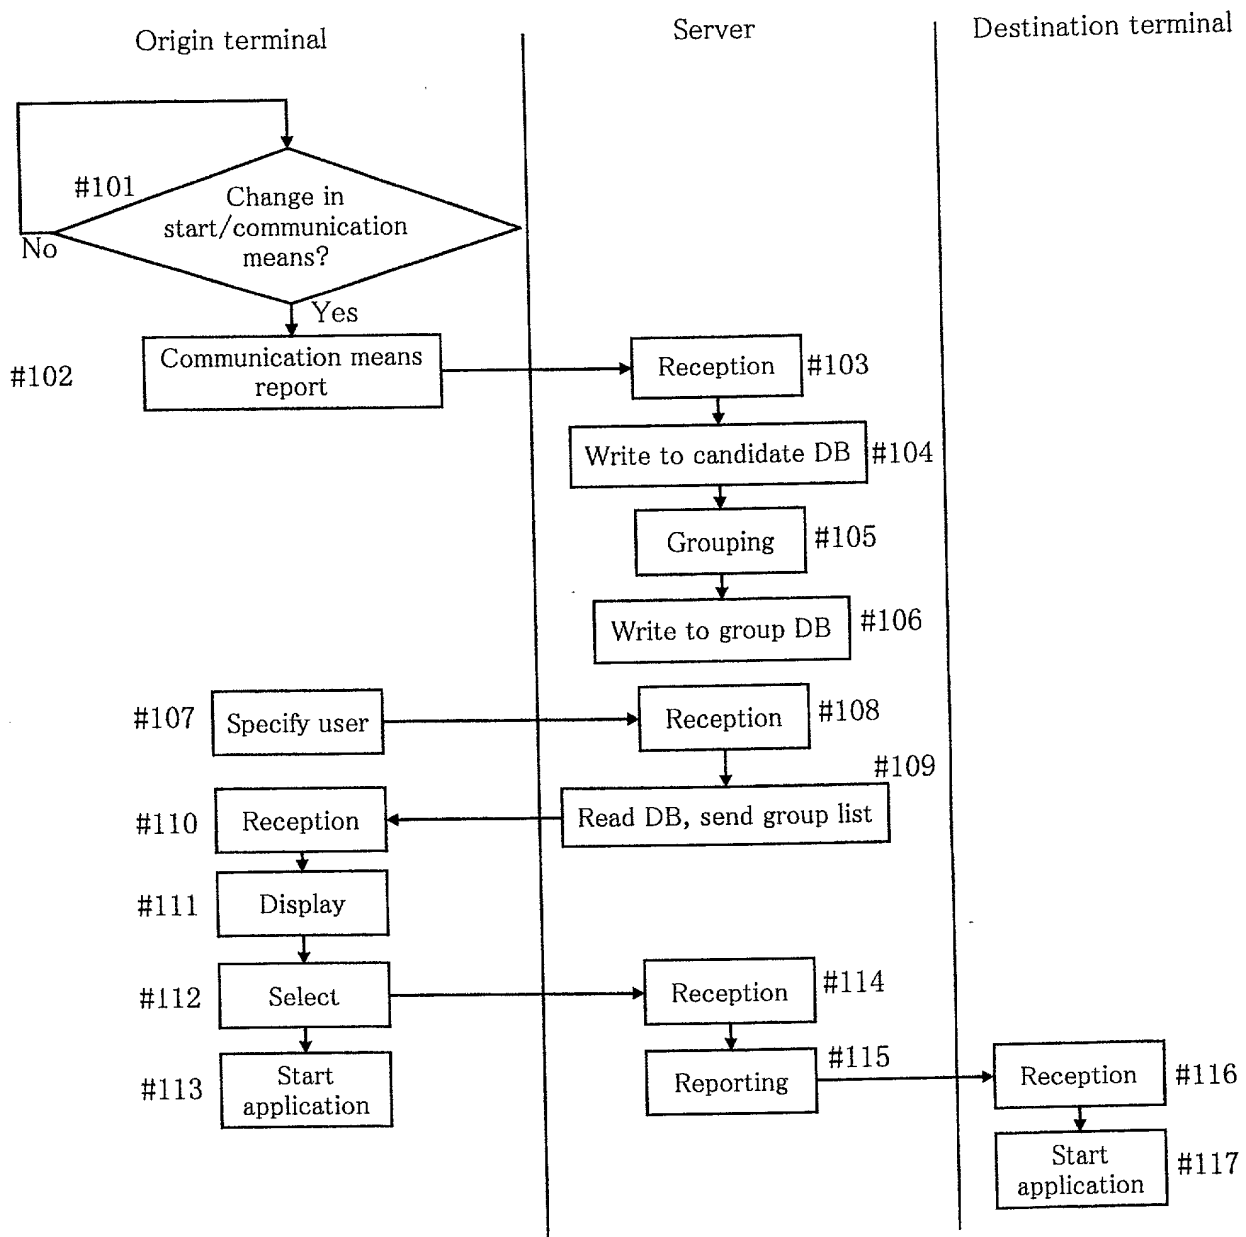 Origin terminal
Server
Destination terminal
#101
Change in
start/communication
means?
No
Yes
#102
Communication means
report
Reception
#103
Write to candidate DB
#104
Grouping
#105
Write to group DB
#106
#107
Specify user
Reception
#108
#109
Read DB, send group list
#110
Reception
#111
Display
#112
Select
Reception
#114
#113
Start
application
Reporting
#115
Reception
#116
Start
application
#117